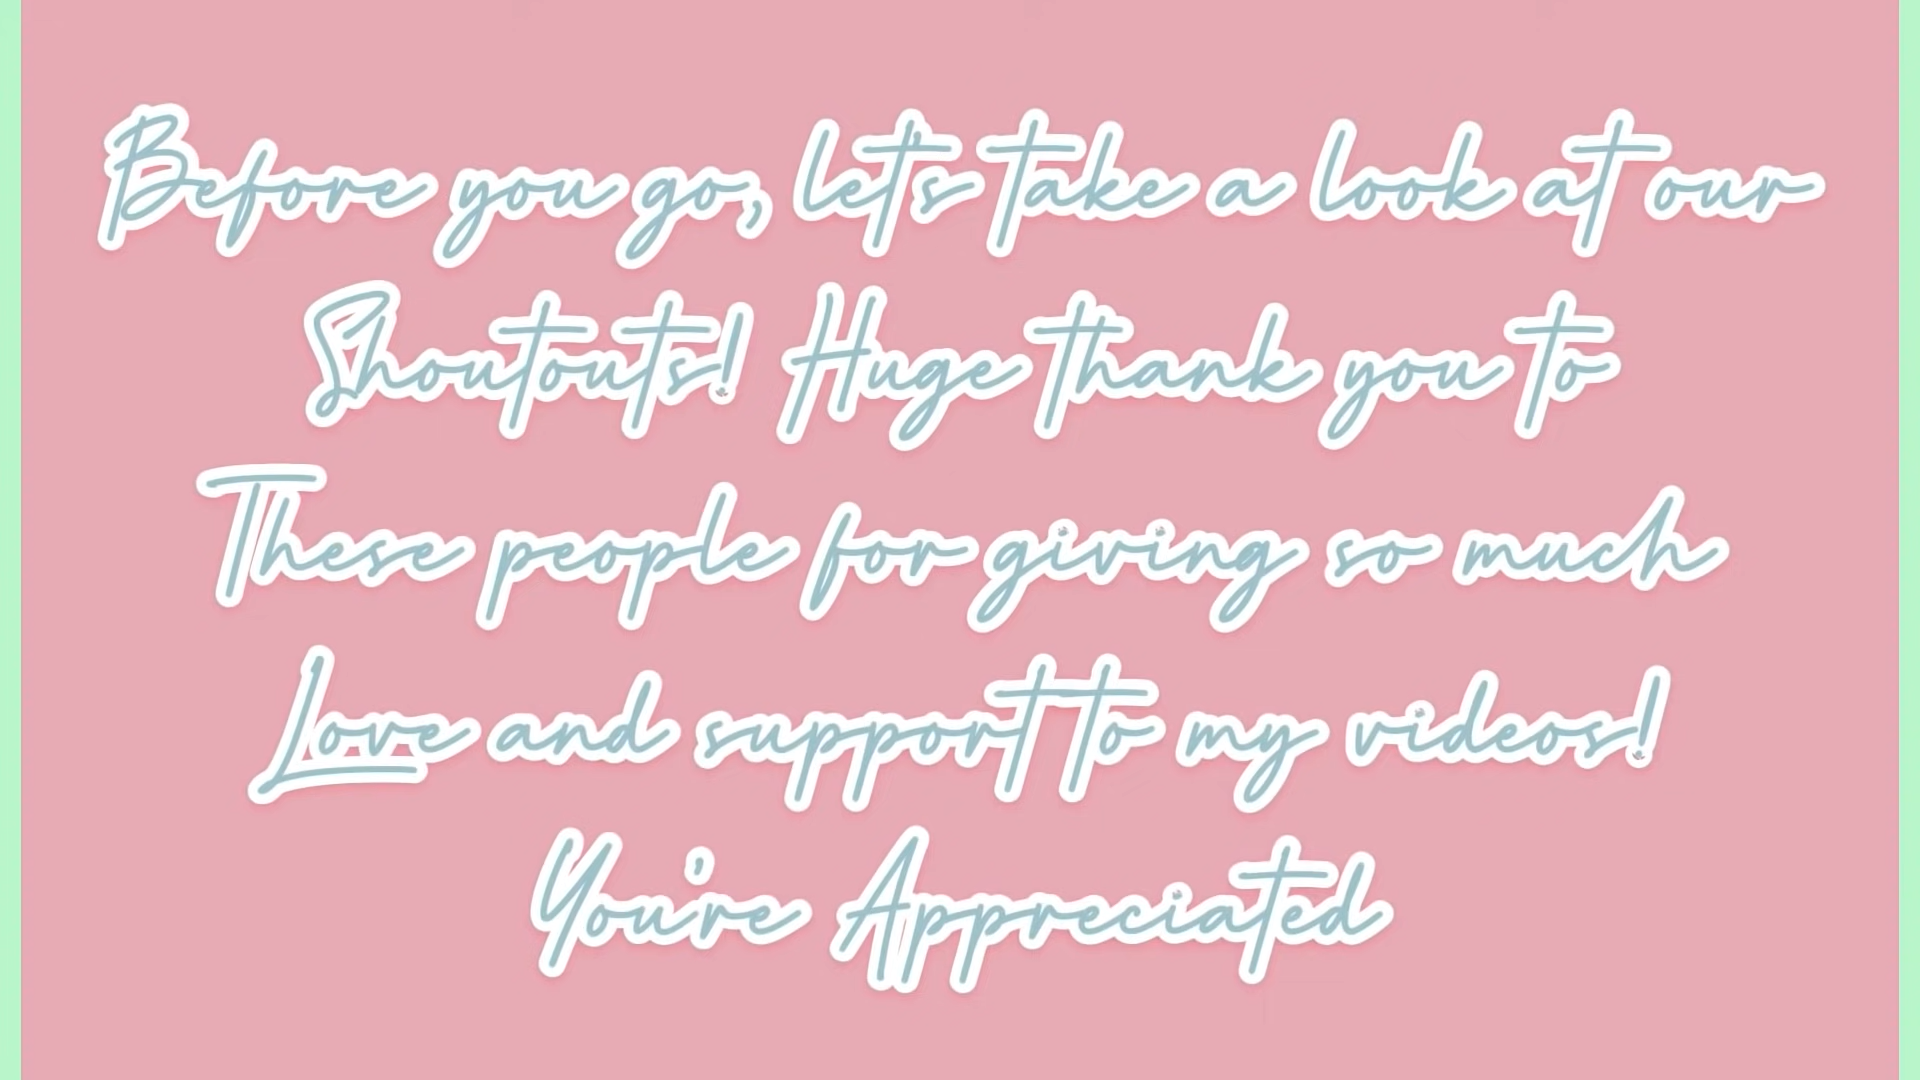 Before you go, let's take a look at our
Shoutouts! Huge thank you to
These people for giving so much
Love and support to my videos!
You're Appreciated